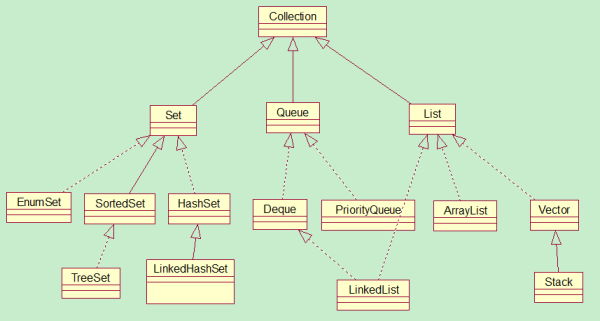 Collection
Set
Queue
List
EnumSet
SortedSet
HashSet
Deque
PriorityQueue
ArrayList
Vector
TreeSet
LinkedHashSet
LinkedList
Stack